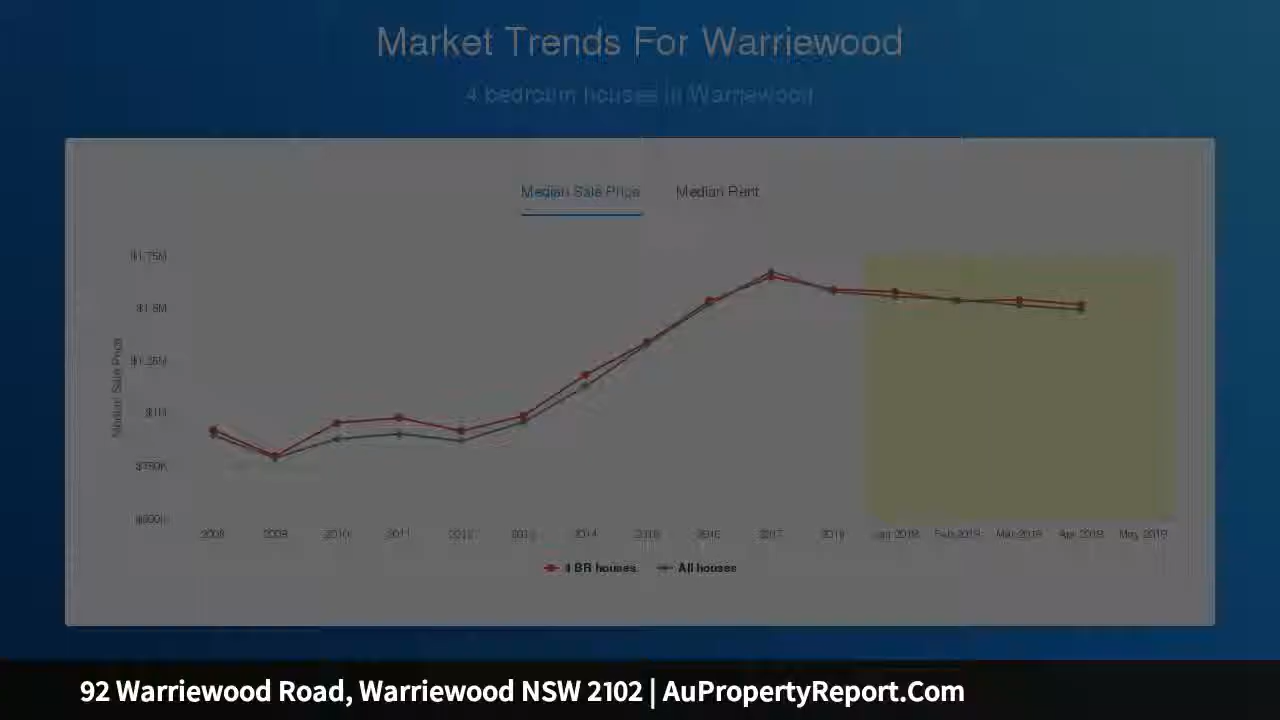 Market Trends For Warriewood
4 bedroom houses in Warriewood
Median Sale Price Median Rent
$1.75M
$1.5M
$1.25M
$1M
$750K
$500K
Median Sale Price
2008 2009 2010 2011 2012 2013 2014 2015 2016 2017 2018 Jan 2019 Feb 2019 Mar 2019 Apr 2019 May 2019
4 BR houses All houses
92 Warriewood Road, Warriewood NSW 2102 | AuPropertyReport.Com